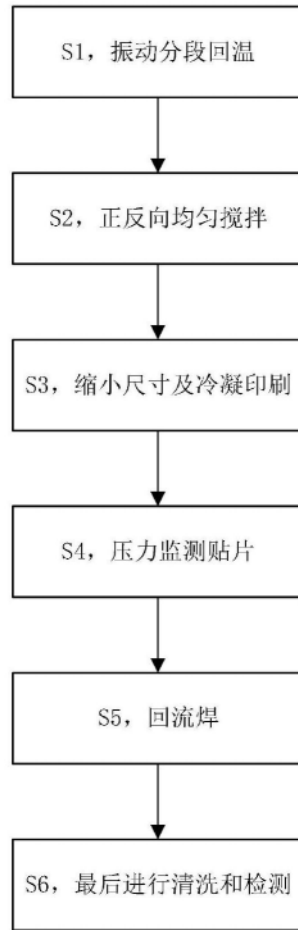 S1，振动分段回温
S2，正反向均匀搅拌
S3，缩小尺寸及冷凝印刷
S4，压力监测贴片
S5，回流焊
S6，最后进行清洗和检测